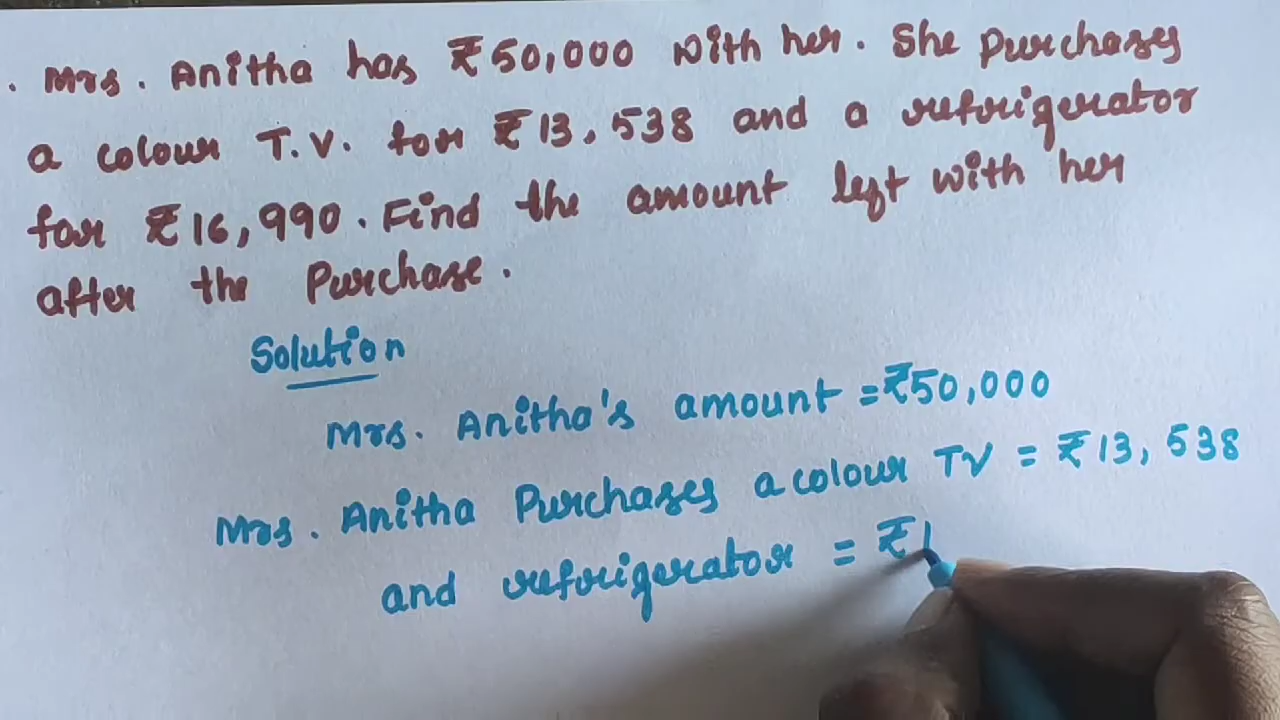 . Mrs. Anitha has ₹50,000 with her. She Purchases
a colour T.V. for ₹13,538 and a refrigerator
for ₹16,990. Find the amount left with her
after the Purchase.
Solution
Mrs. Anitha's amount = ₹50,000
Mrs. Anitha Purchases a colour TV = ₹13,538
and refrigerator = ₹1